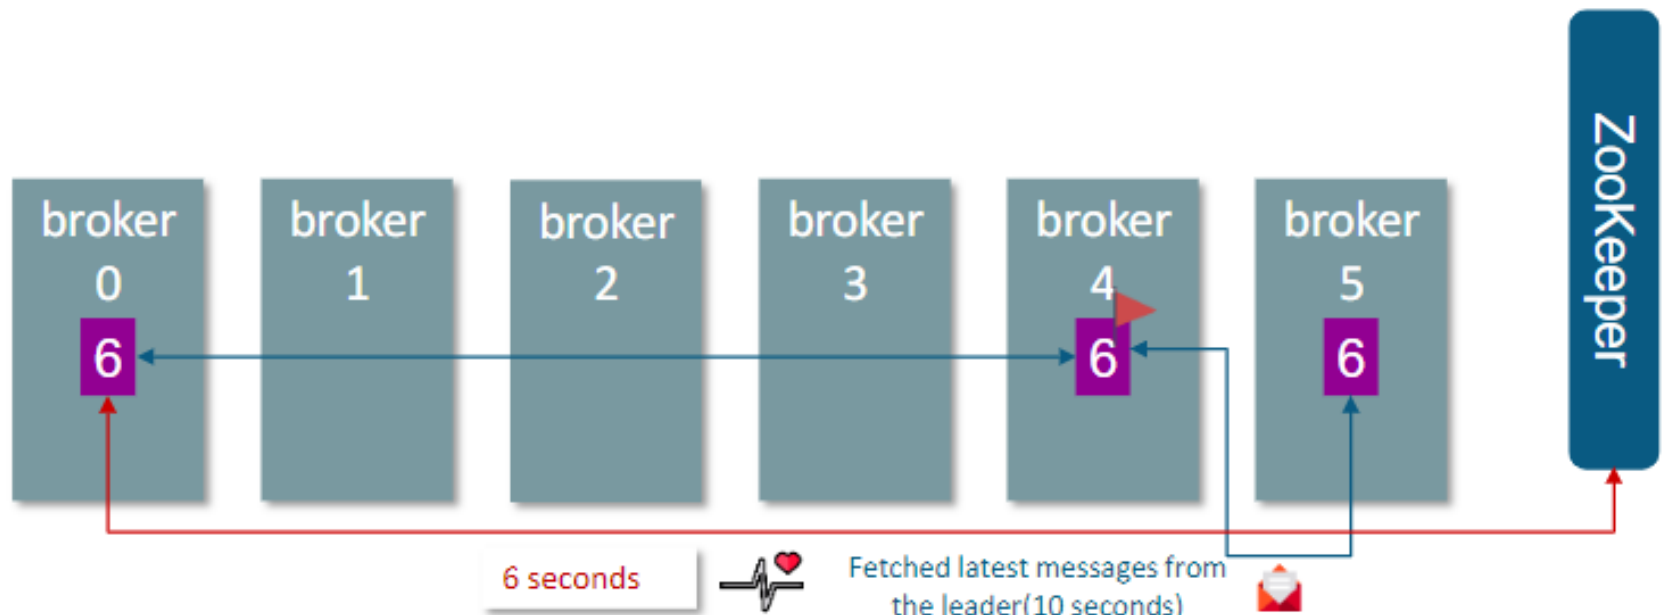 ZooKeeper
broker
0
6
broker
1
broker
2
broker
3
broker
4
6
broker
5
6
6 seconds
Fetched latest messages from
the leader(10 seconds)